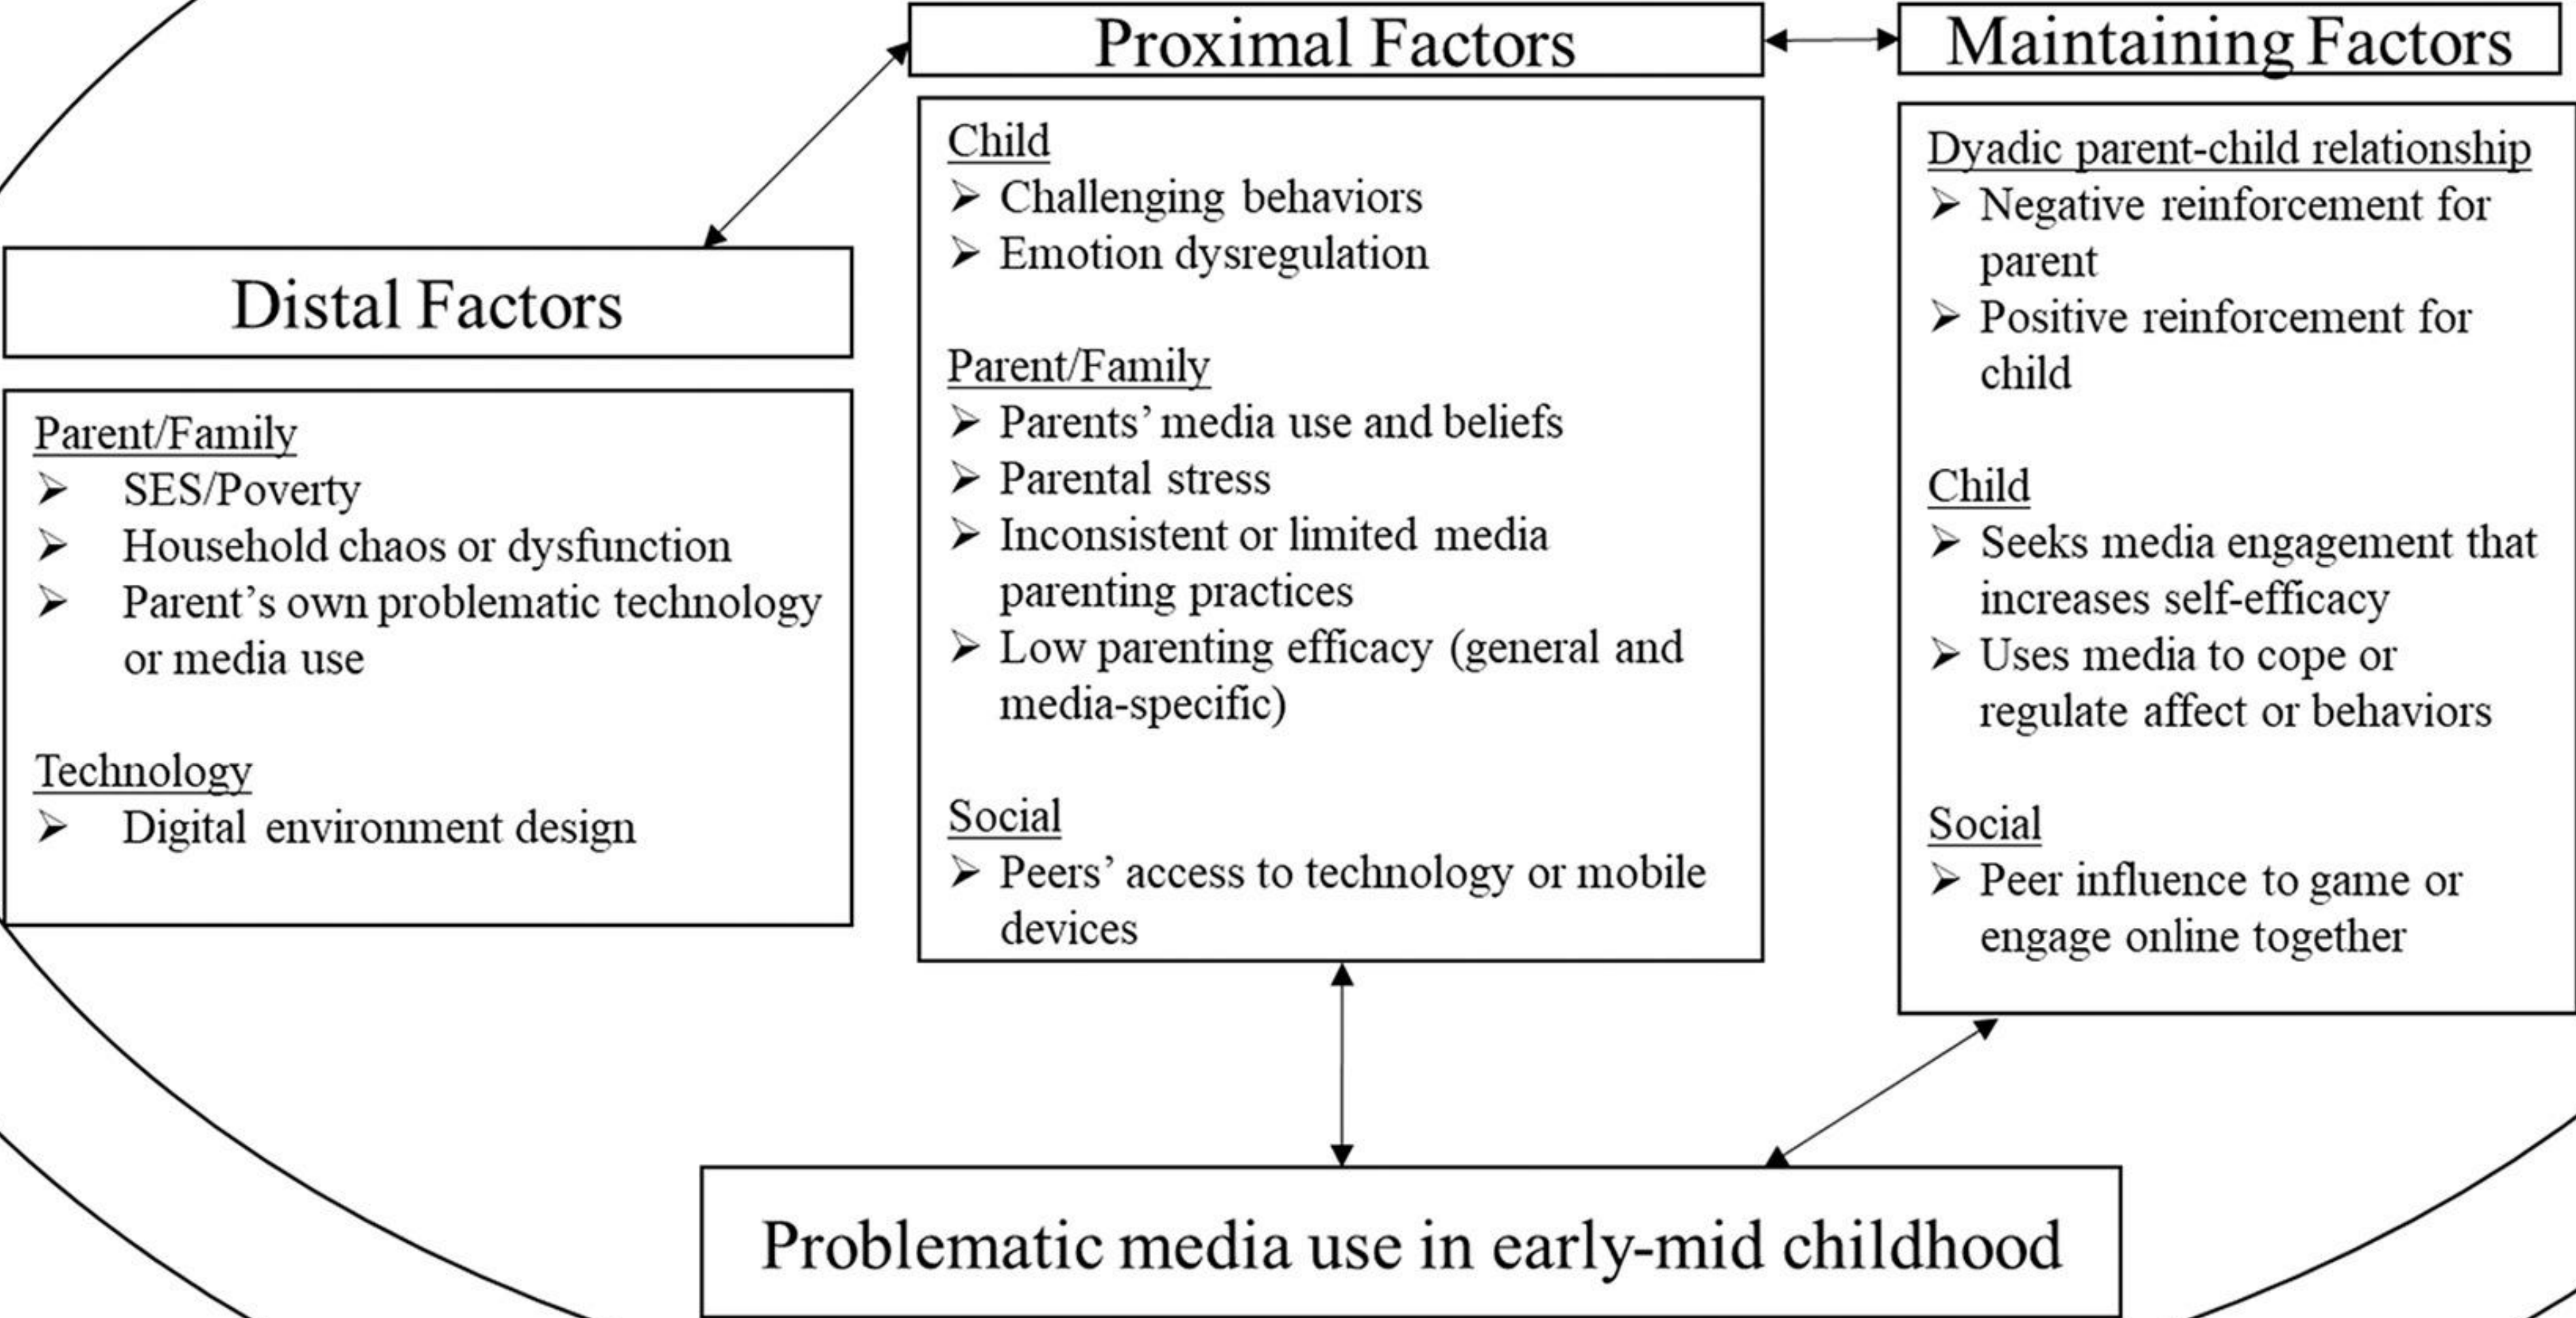 Proximal Factors
Maintaining Factors
Distal Factors
Parent/Family
➢ SES/Poverty
➢ Household chaos or dysfunction
➢ Parent’s own problematic technology
or media use
Technology
➢ Digital environment design
Child
➢ Challenging behaviors
➢ Emotion dysregulation
Parent/Family
➢ Parents’ media use and beliefs
➢ Parental stress
➢ Inconsistent or limited media
parenting practices
➢ Low parenting efficacy (general and
media-specific)
Social
➢ Peers’ access to technology or mobile
devices
Dyadic parent-child relationship
➢ Negative reinforcement for
parent
➢ Positive reinforcement for
child
Child
➢ Seeks media engagement that
increases self-efficacy
➢ Uses media to cope or
regulate affect or behaviors
Social
➢ Peer influence to game or
engage online together
Problematic media use in early-mid childhood